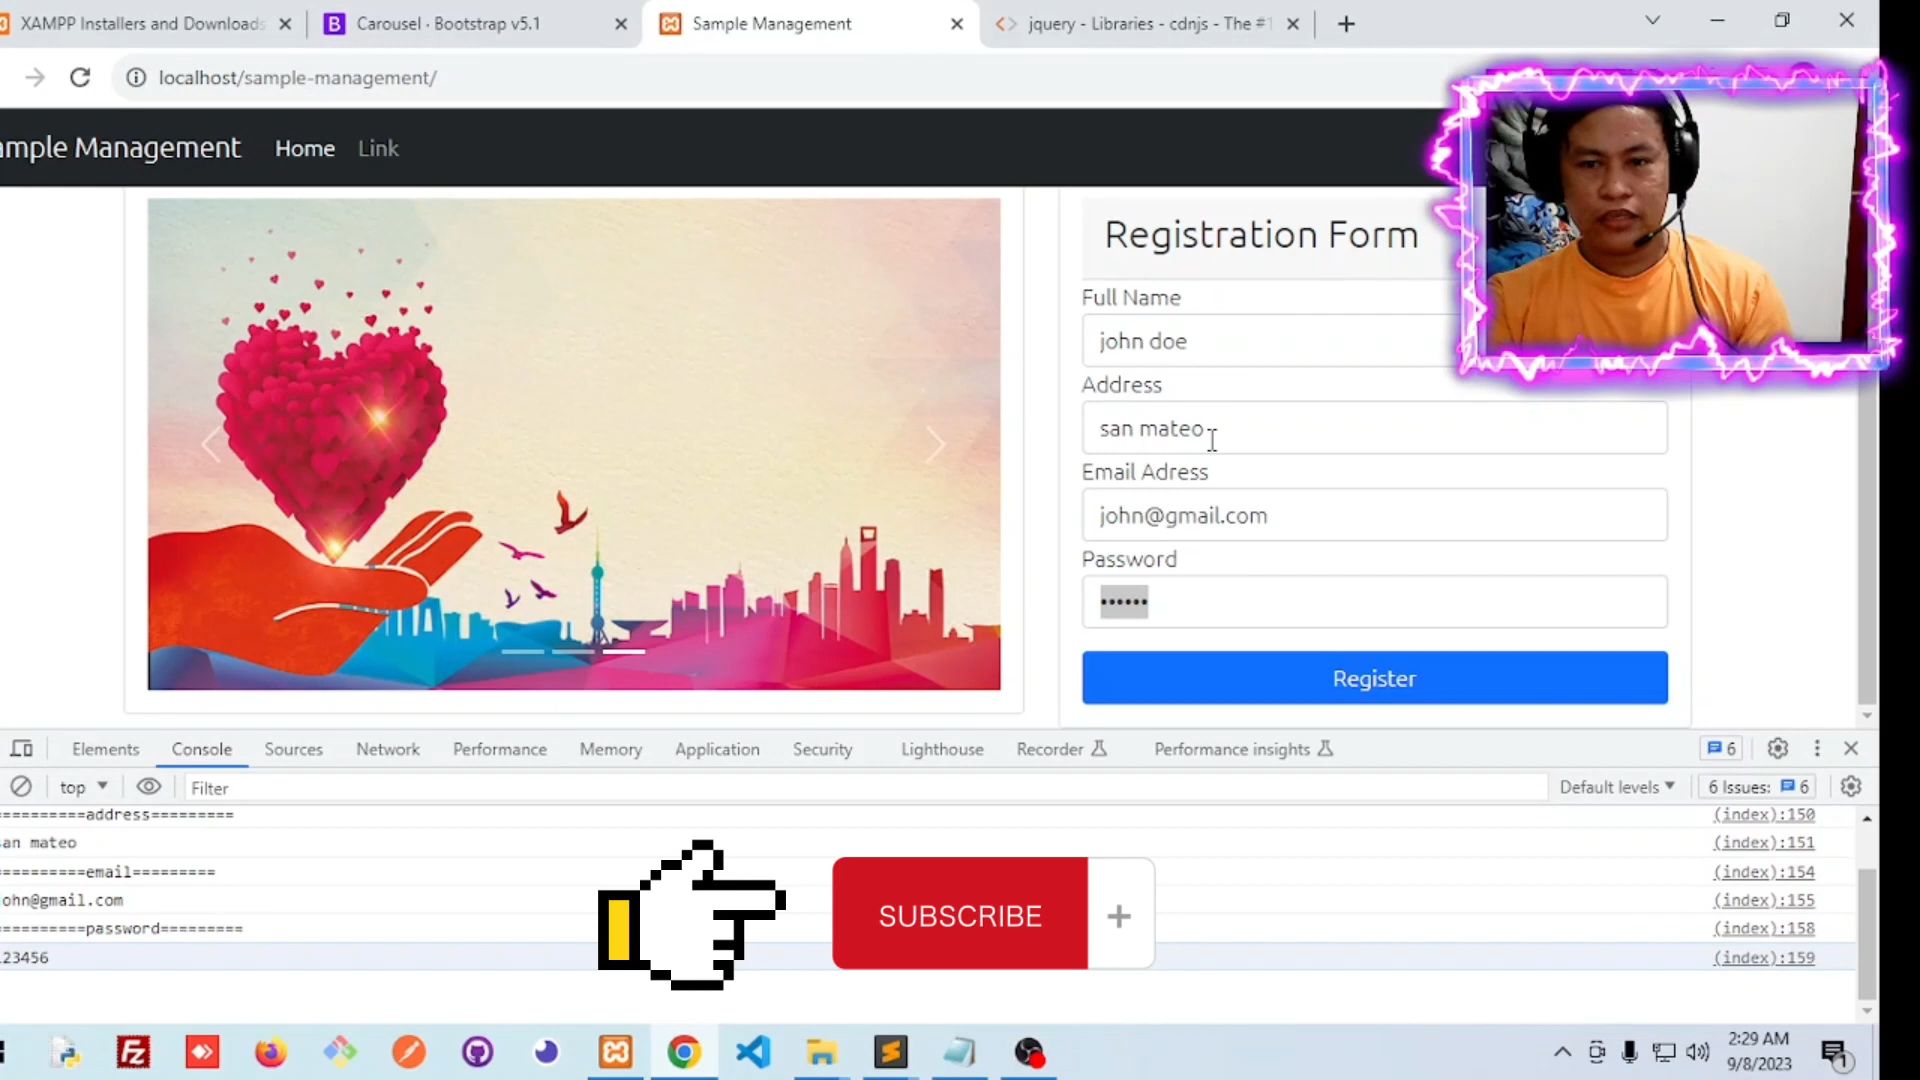 XAMPP Installers and Downloads
Carousel · Bootstrap v5.1
Sample Management
jquery - Libraries - cdnjs - The #1
localhost/sample-management/
ample Management
Home
Link
Registration Form
Full Name
john doe
Address
san mateo
Email Adress
john@gmail.com
Password
••••••
Register
Elements
Console
Sources
Network
Performance
Memory
Application
Security
Lighthouse
Recorder
Performance insights
6
top
Filter
Default levels
6 Issues:
6
==========address=========
(index):150
san mateo
(index):151
==========email=========
(index):154
ohn@gmail.com
(index):155
==========password=========
(index):158
23456
(index):159
SUBSCRIBE
+
2:29 AM
9/8/2023
1